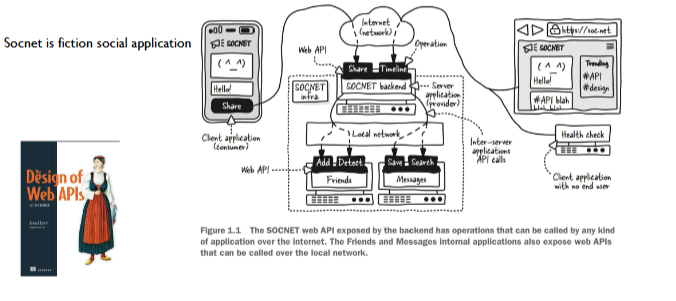 Socnet is fiction social application
SOCNET
(^_^)
Hello!
Share
Client application
(consumer)
Internet
(network)
Web API
Operation
Share Timeline
SOCNET backend
SOCNET
infra
Server
application
(provider)
Local network
Inter-server
applications
API calls
Web API
Add Detect
Friends
Save Search
Messages
https://soc.net
SOCNET
(^_^)
Hello!
#API blah
Trending
#API
#design
Health check
Client application
with no end user
Design of
Web APIs
Figure 1.1 The SOCNET web API exposed by the backend has operations that can be called by any kind
of application over the internet. The Friends and Messages internal applications also expose web APIs
that can be called over the local network.